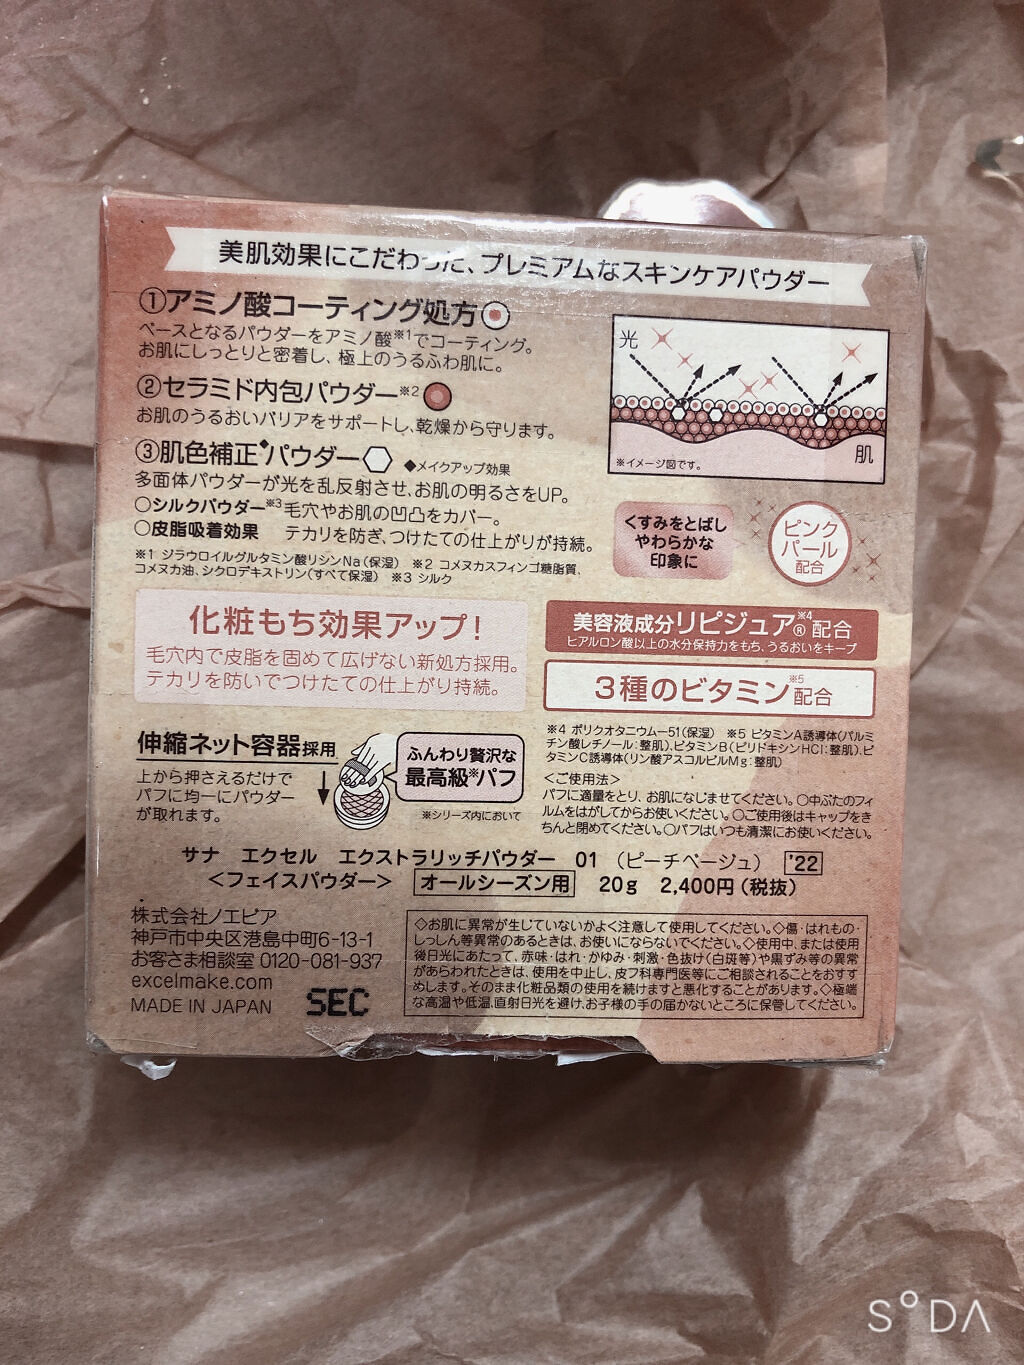 美肌効果にこだわった、プレミアムなスキンケアパウダー
①アミノ酸コーティング処方
ベースとなるパウダーをアミノ酸※1でコーティング。
お肌にしっとりと密着し、極上のうるふわ肌に。
②セラミド内包パウダー※2
お肌のうるおいバリアをサポートし、乾燥から守ります。
③肌色補正◆パウダー
◆メイクアップ効果
多面体パウダーが光を乱反射させ、お肌の明るさをUP。
○シルクパウダー※3 毛穴やお肌の凹凸をカバー。
○皮脂吸着効果 テカリを防ぎ、つけたての仕上がりが持続。
※1 ジラウロイルグルタミン酸リシンNa(保湿) ※2 コメヌカスフィンゴ糖脂質、
コメヌカ油、シクロデキストリン(すべて保湿) ※3 シルク
光
肌
※イメージ図です。
くすみをとばし
やわらかな
印象に
ピンク
パール
配合
化粧もち効果アップ!
毛穴内で皮脂を固めて広げない新処方採用。
テカリを防いでつけたての仕上がり持続。
美容液成分リピジュア®※4配合
ヒアルロン酸以上の水分保持力をもち、うるおいをキープ
3種のビタミン※5配合
※4 ポリクオタニウム−51(保湿) ※5 ビタミンA誘導体(パルミ
チン酸レチノール:整肌)、ビタミンB(ピリドキシンHCl:整肌)、ビ
タミンC誘導体(リン酸アスコルビルMg:整肌)
伸縮ネット容器採用
上から押さえるだけで
パフに均一にパウダー
が取れます。
ふんわり贅沢な
最高級※パフ
※シリーズ内において
<ご使用法>
パフに適量をとり、お肌になじませてください。○中ぶたのフィ
ルムをはがしてからお使いください。○ご使用後はキャップをき
ちんと閉めてください。○パフはいつも清潔にお使いください。
サナ エクセル エクストラリッチパウダー 01 (ピーチベージュ) '22
<フェイスパウダー> オールシーズン用 20g 2,400円(税抜)
株式会社ノエビア
神戸市中央区港島中町6-13-1
お客さま相談室 0120-081-937
excelmake.com
MADE IN JAPAN
SEC
◇お肌に異常が生じていないかよく注意して使用してください。◇傷・はれもの・
しっしん等異常のあるときは、お使いにならないでください。◇使用中、または使用
後日光にあたって、赤味・はれ・かゆみ・刺激・色抜け(白斑等)や黒ずみ等の異常
があらわれたときは、使用を中止し、皮フ科専門医等にご相談されることをおすす
めします。そのまま化粧品類の使用を続けますと悪化することがあります。◇極端
な高温や低温、直射日光を避け、お子様の手の届かないところに保管してください。
SODA